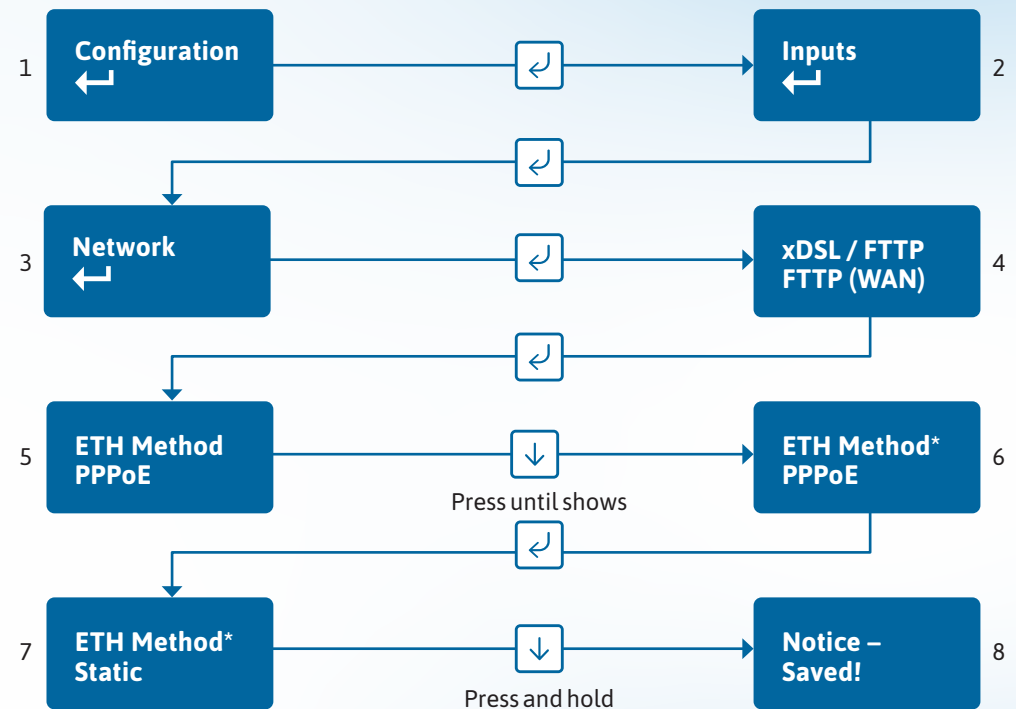 1
Configuration
Inputs
2
3
Network
xDSL / FTTP
FTTP (WAN)
4
5
ETH Method
PPPoE
Press until shows
ETH Method*
PPPoE
6
7
ETH Method*
Static
Press and hold
Notice –
Saved!
8